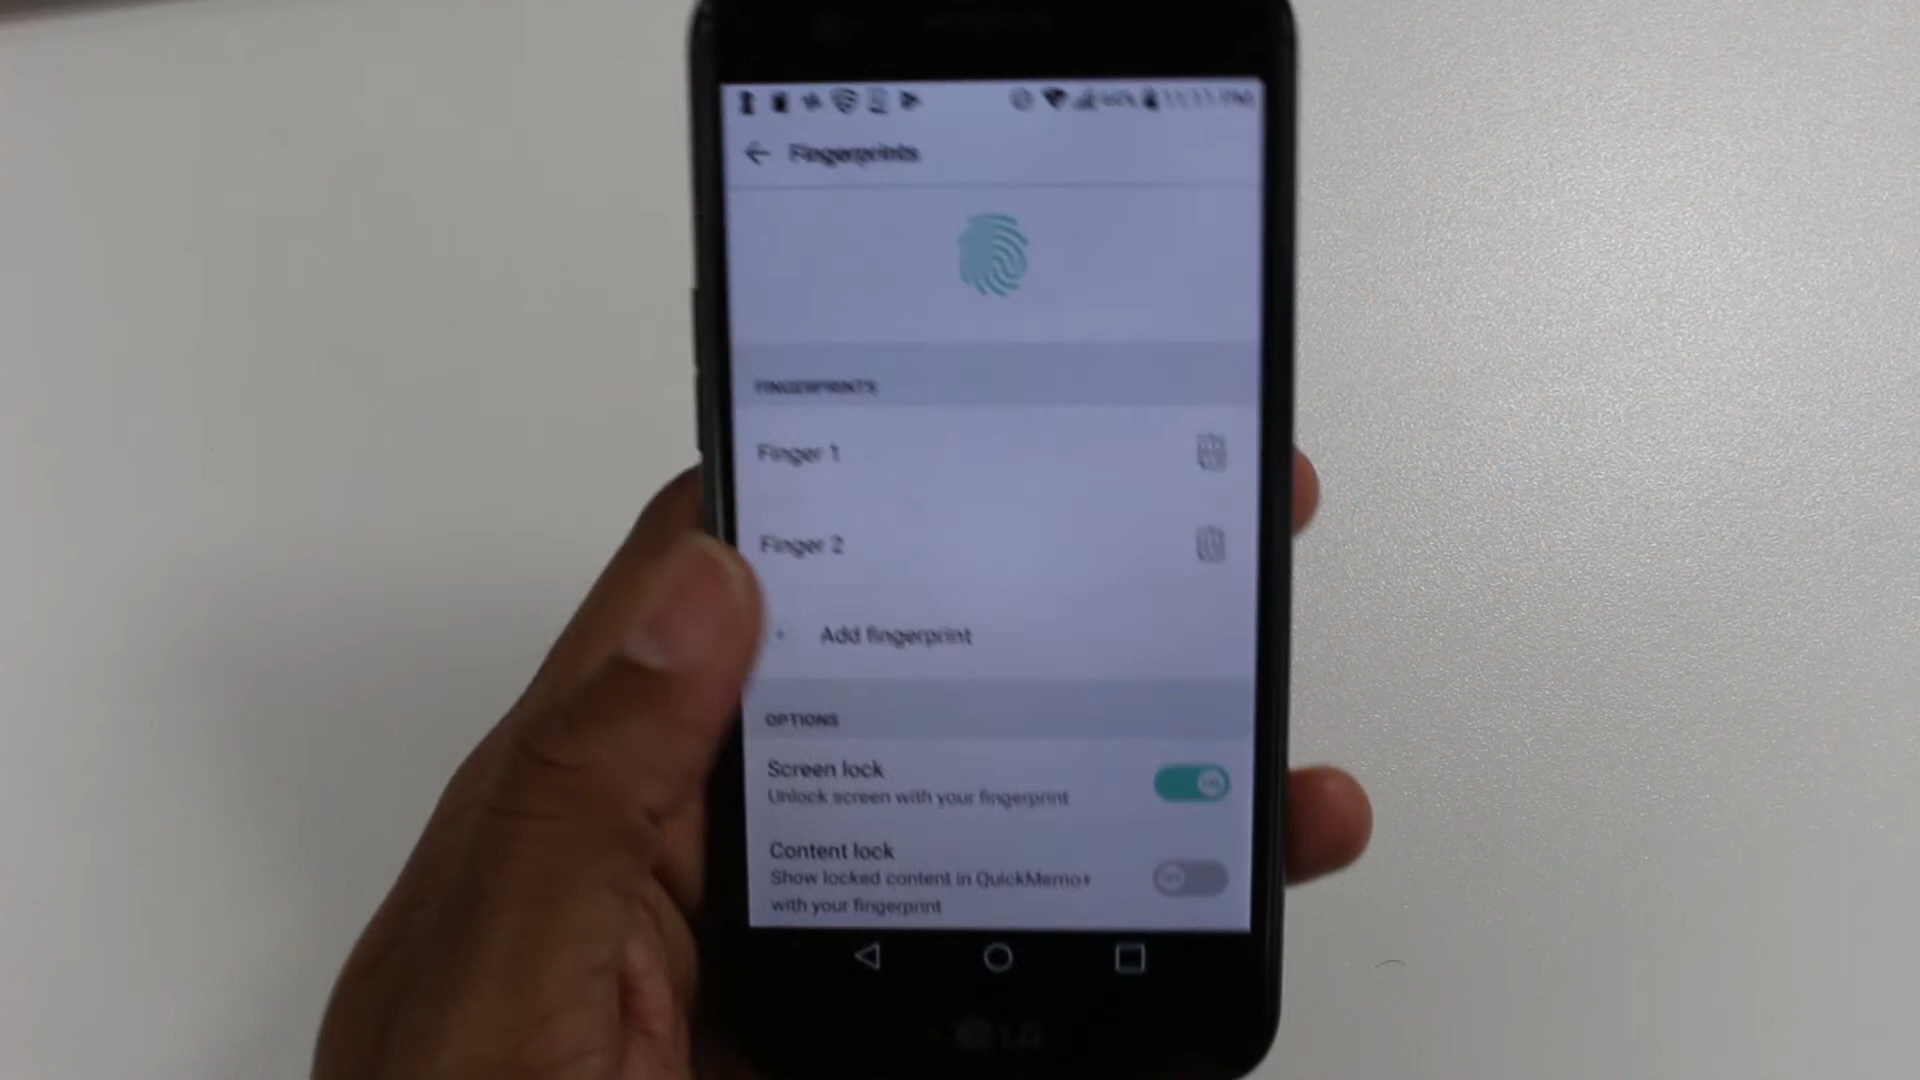 Fingerprints
FINGERPRINTS
Finger 1
Finger 2
+ Add fingerprint
OPTIONS
Screen lock
Unlock screen with your fingerprint
Content lock
Show locked content in QuickMemo+
with your fingerprint
LG